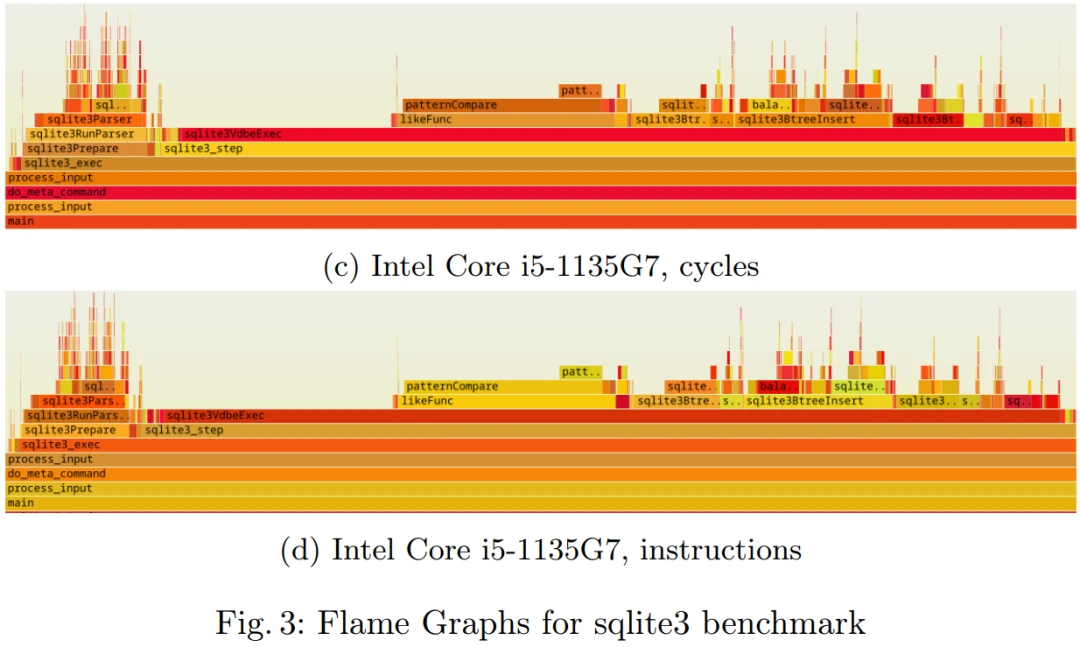 patt..
sql..
patternCompare
sqlit..
bala..
sqlite..
sqlite3Parser
likeFunc
sqlite3Btr.
s..
sqlite3BtreeInsert
sqlite3Bt.
sq..
sqlite3RunParser
sqlite3VdbeExec
sqlite3Prepare
sqlite3_step
sqlite3_exec
process_input
do_meta_command
process_input
main
(c) Intel Core i5-1135G7, cycles
patt..
sql..
patternCompare
sqlite..
bala..
sqlite..
sqlite3Pars..
likeFunc
sqlite3Btre..
s..
sqlite3BtreeInsert
sqlite3..
s..
sq..
sqlite3RunPars..
sqlite3VdbeExec
sqlite3Prepare
sqlite3_step
sqlite3_exec
process_input
do_meta_command
process_input
main
(d) Intel Core i5-1135G7, instructions
Fig. 3: Flame Graphs for sqlite3 benchmark